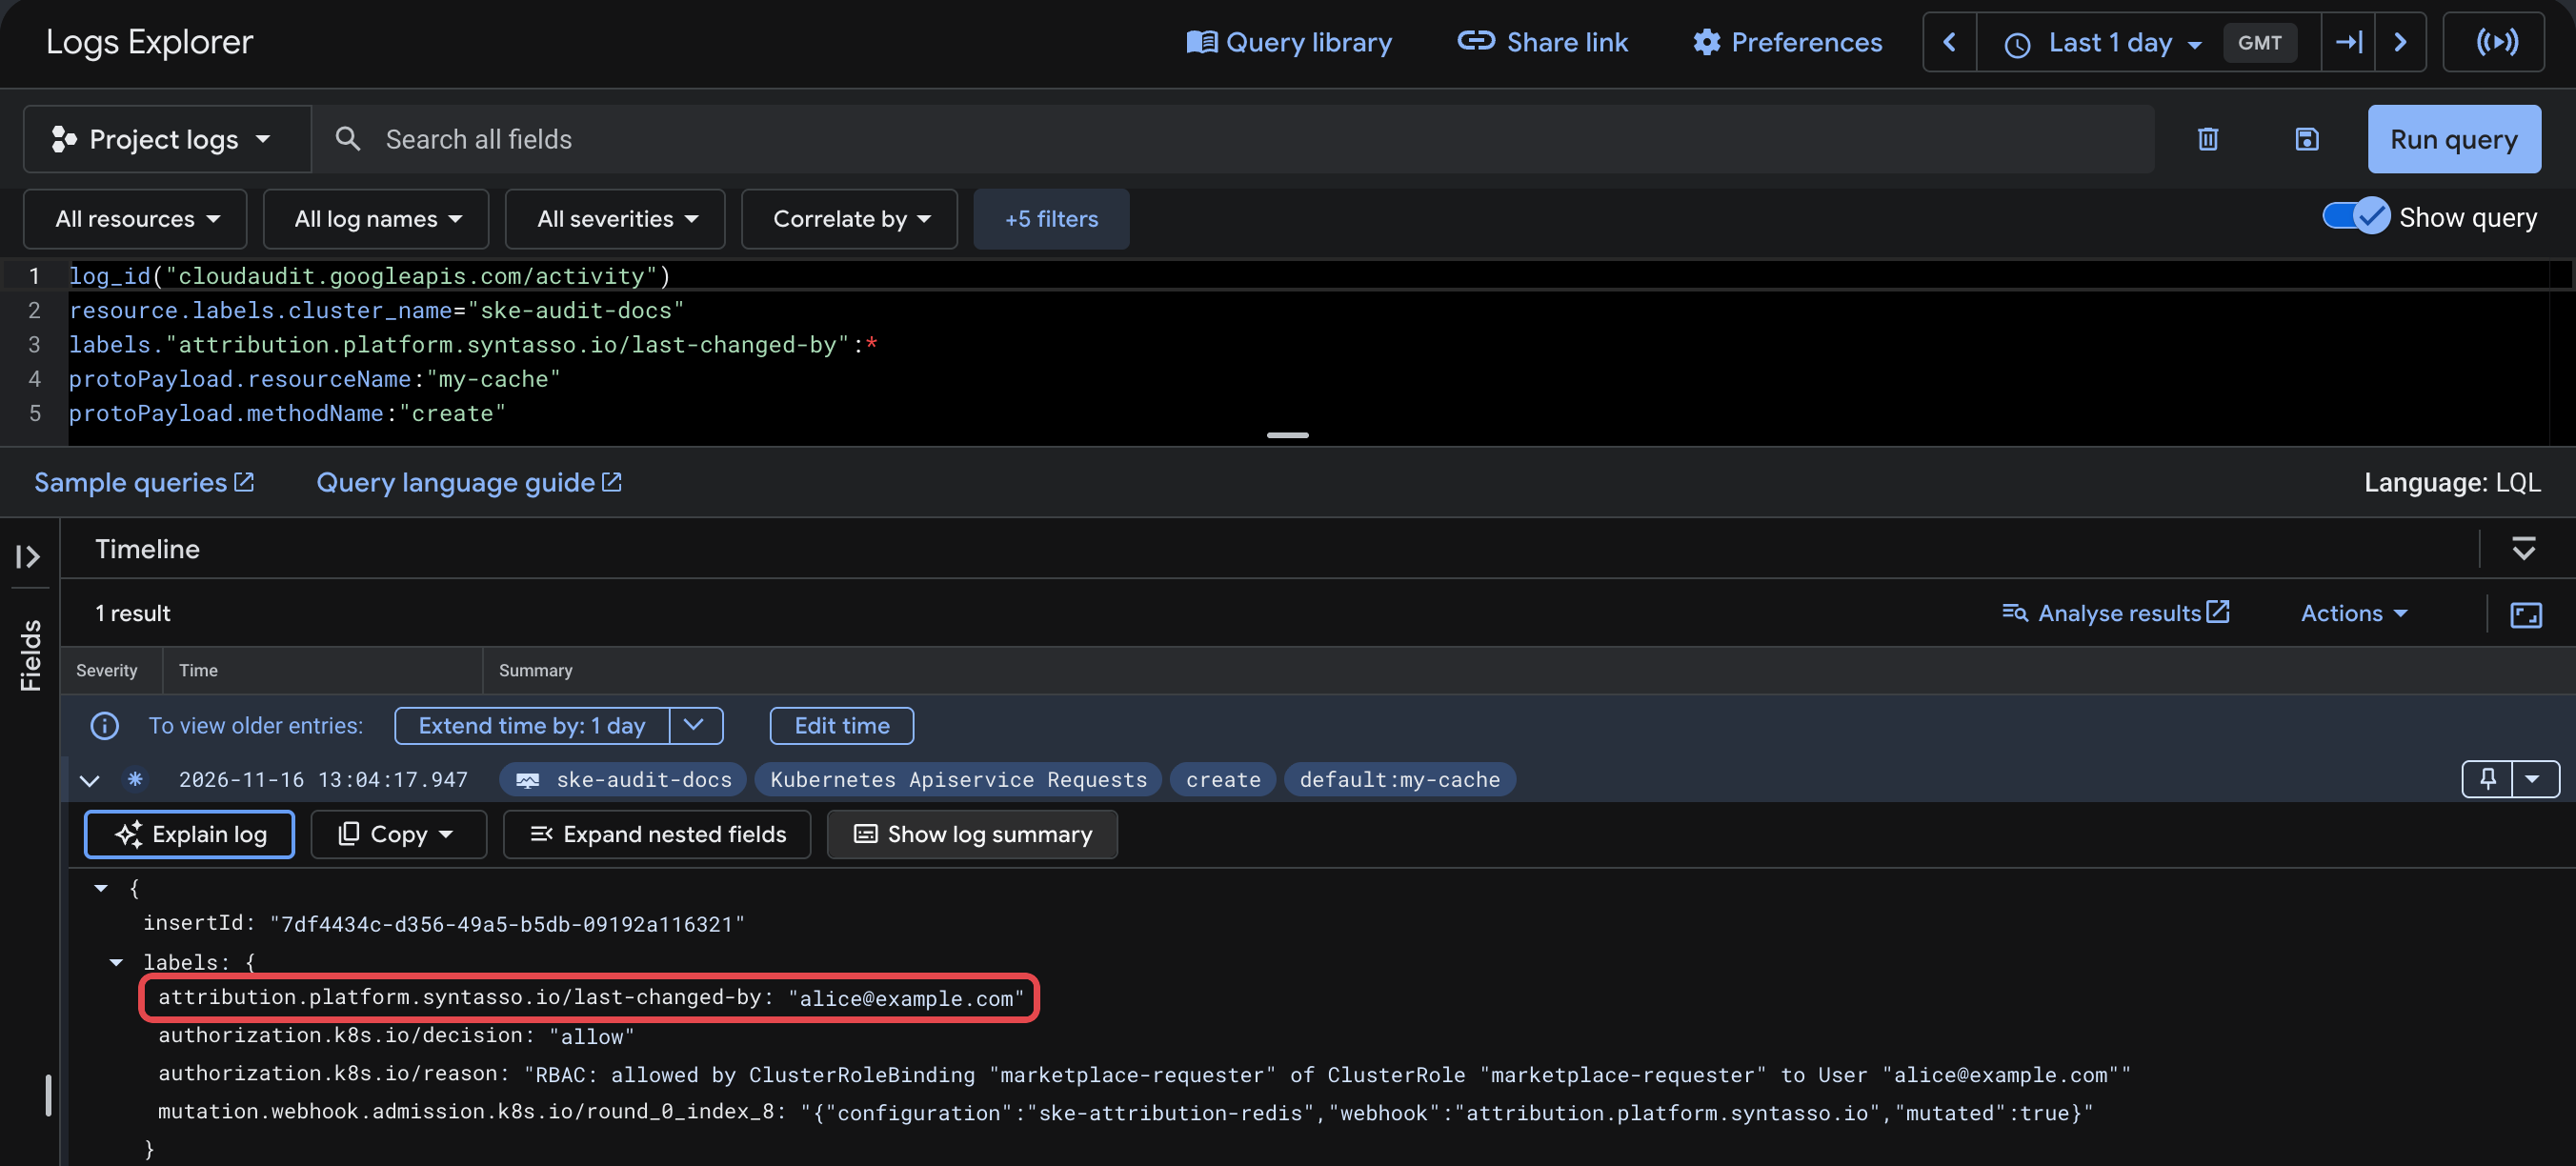 Logs Explorer
Query library
Share link
Preferences
Last 1 day
GMT
Project logs
Search all fields
Run query
All resources
All log names
All severities
Correlate by
+5 filters
Show query
1 log_id("cloudaudit.googleapis.com/activity")
2 resource.labels.cluster_name="ske-audit-docs"
3 labels."attribution.platform.syntasso.io/last-changed-by":*
4 protoPayload.resourceName:"my-cache"
5 protoPayload.methodName:"create"
Sample queries
Query language guide
Language: LQL
Timeline
Fields
1 result
Analyse results
Actions
Severity Time Summary
To view older entries:
Extend time by: 1 day
Edit time
2026-11-16 13:04:17.947 ske-audit-docs Kubernetes Apiservice Requests create default:my-cache
Explain log
Copy
Expand nested fields
Show log summary
{
insertId: "7df4434c-d356-49a5-b5db-09192a116321"
labels: {
attribution.platform.syntasso.io/last-changed-by: "alice@example.com"
authorization.k8s.io/decision: "allow"
authorization.k8s.io/reason: "RBAC: allowed by ClusterRoleBinding "marketplace-requester" of ClusterRole "marketplace-requester" to User "alice@example.com""
mutation.webhook.admission.k8s.io/round_0_index_8: "{"configuration":"ske-attribution-redis","webhook":"attribution.platform.syntasso.io","mutated":true}"
}